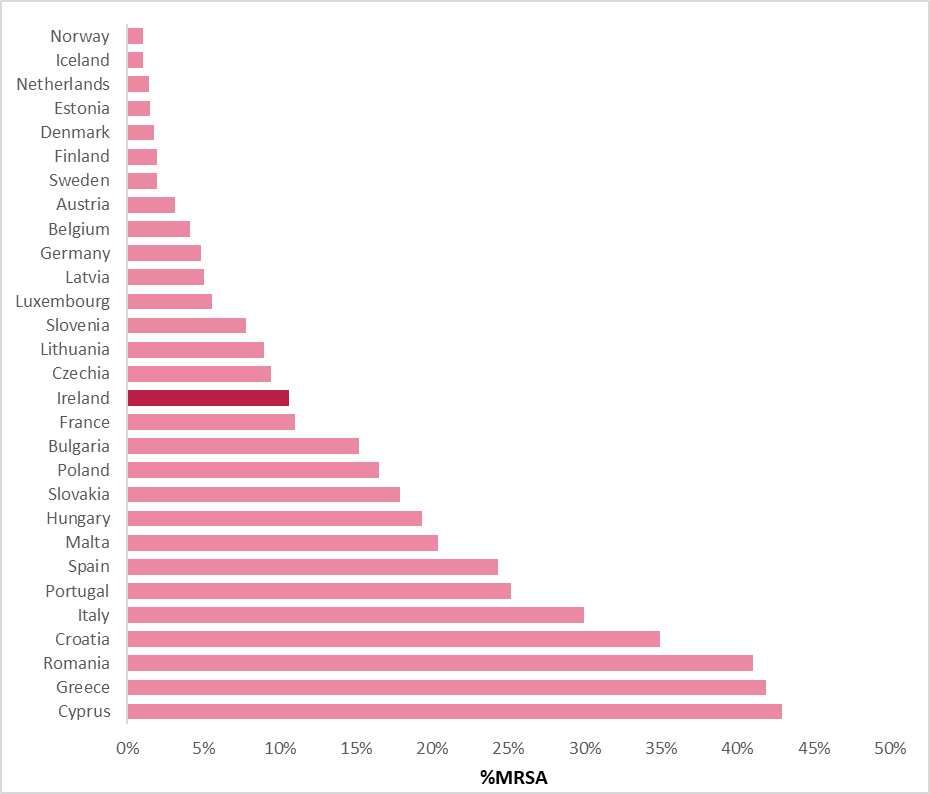 Norway
Iceland
Netherlands
Estonia
Denmark
Finland
Sweden
Austria
Belgium
Germany
Latvia
Luxembourg
Slovenia
Lithuania
Czechia
Ireland
France
Bulgaria
Poland
Slovakia
Hungary
Malta
Spain
Portugal
Italy
Croatia
Romania
Greece
Cyprus
0% 5% 10% 15% 20% 25% 30% 35% 40% 45% 50%
%MRSA